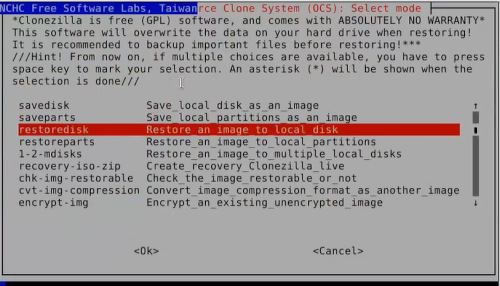 NCHC Free Software Labs, Taiwan rce Clone System (OCS): Select mode
*Clonezilla is free (GPL) software, and comes with ABSOLUTELY NO WARRANTY*
This software will overwrite the data on your hard drive when restoring!
It is recommended to backup important files before restoring!***
///Hint! From now on, if multiple choices are available, you have to press
space key to mark your selection. An asterisk (*) will be shown when the
selection is done///
savedisk Save_local_disk_as_an_image
saveparts Save_local_partitions_as_an_image
restoredisk Restore_an_image_to_local_disk
restoreparts Restore_an_image_to_local_partitions
1-2-mdisks Restore_an_image_to_multiple_local_disks
recovery-iso-zip Create_recovery_Clonezilla_live
chk-img-restorable Check_the_image_restorable_or_not
cvt-img-compression Convert_image_compression_format_as_another_image
encrypt-img Encrypt_an_existing_unencrypted_image
<Ok> <Cancel>